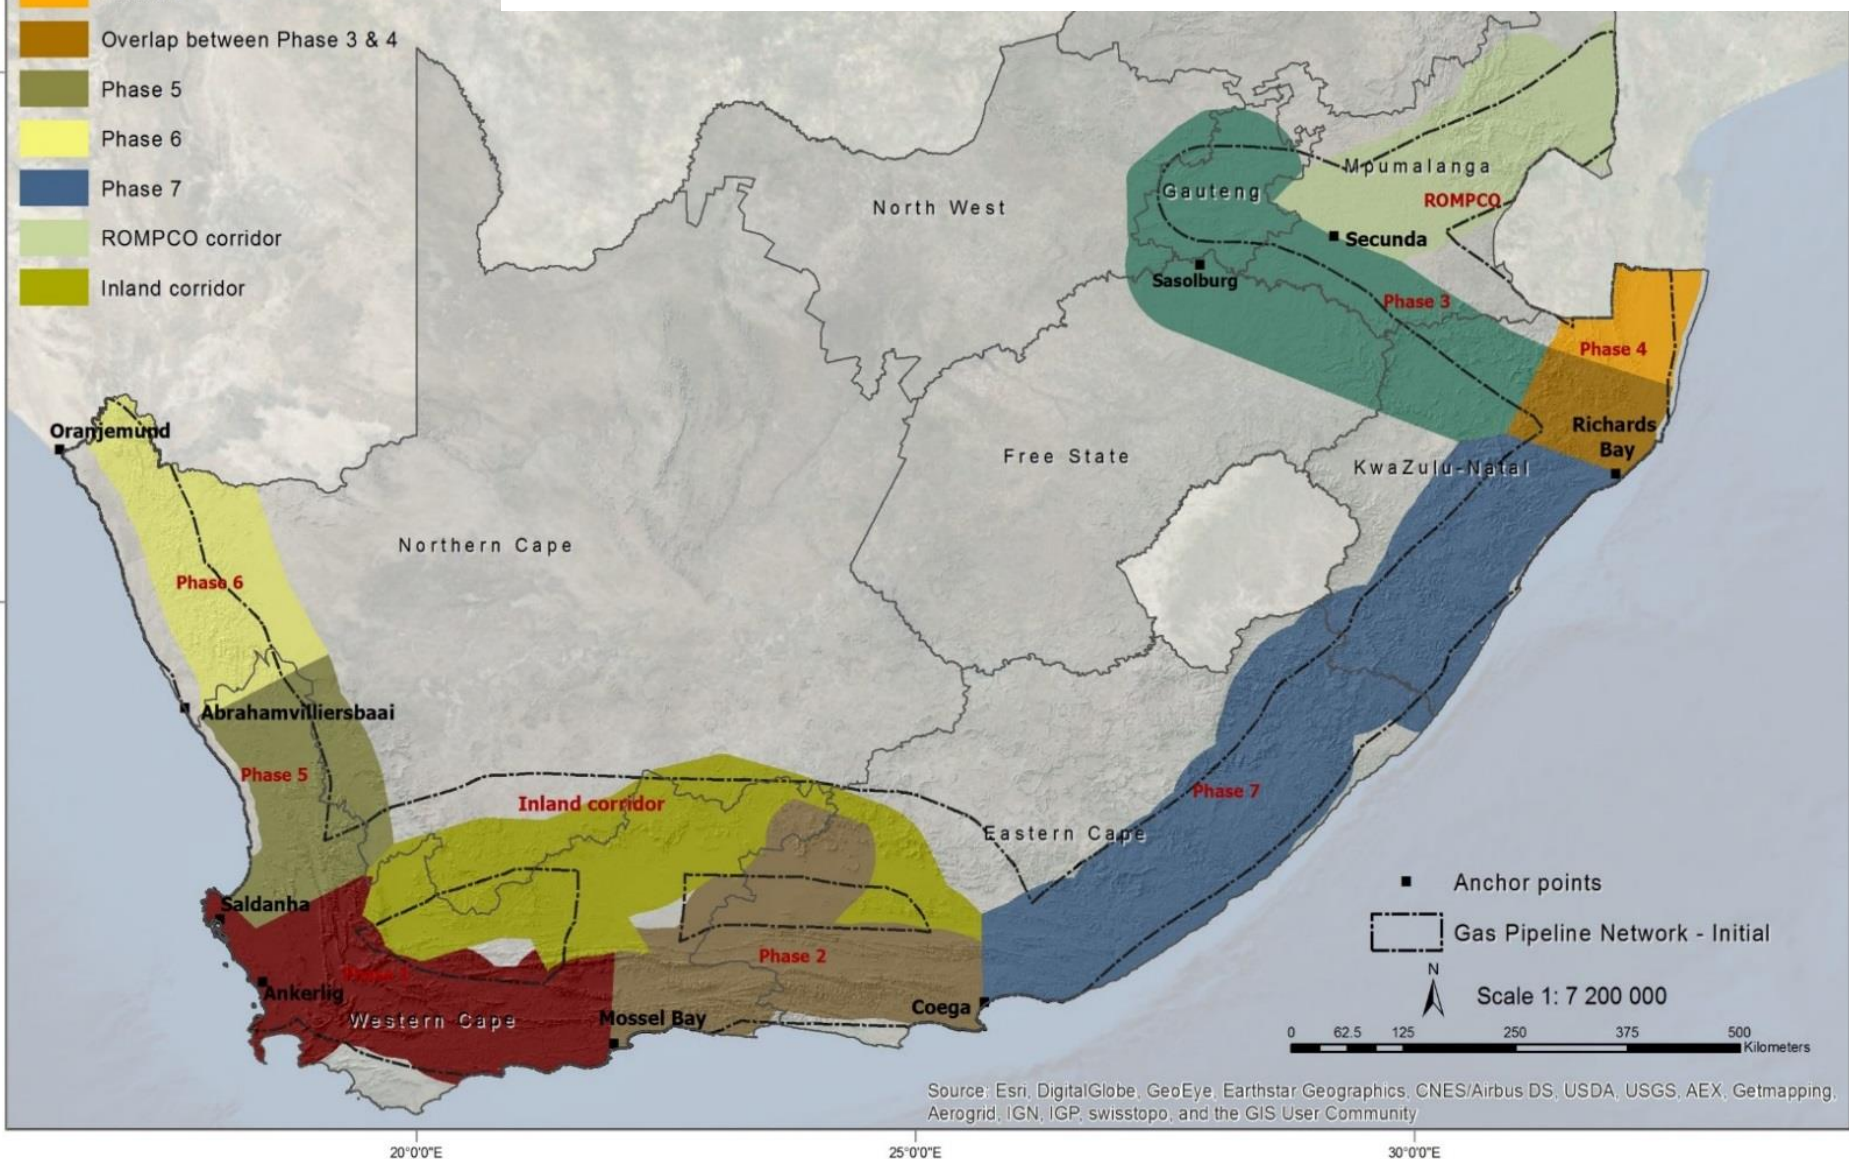 Overlap between Phase 3 & 4
Phase 5
Phase 6
Phase 7
ROMPCO corridor
Inland corridor
North West
Gauteng
Mpumalanga
ROMPCO
Secunda
Sasolburg
Phase 3
Phase 4
Richards
Bay
Oranjemund
Free State
KwaZulu-Natal
Northern Cape
Phase 6
Abrahamvilliersbaai
Phase 5
Inland corridor
Phase 7
Eastern Cape
Saldanha
Phase 2
Phase 1
Ankerlig
Western Cape
Mossel Bay
Coega
Anchor points
Gas Pipeline Network - Initial
N
Scale 1: 7 200 000
0 62.5 125 250 375 500
Kilometers
Source: Esri, DigitalGlobe, GeoEye, Earthstar Geographics, CNES/Airbus DS, USDA, USGS, AEX, Getmapping,
Aerogrid, IGN, IGP, swisstopo, and the GIS User Community
20°0'0"E 25°0'0"E 30°0'0"E